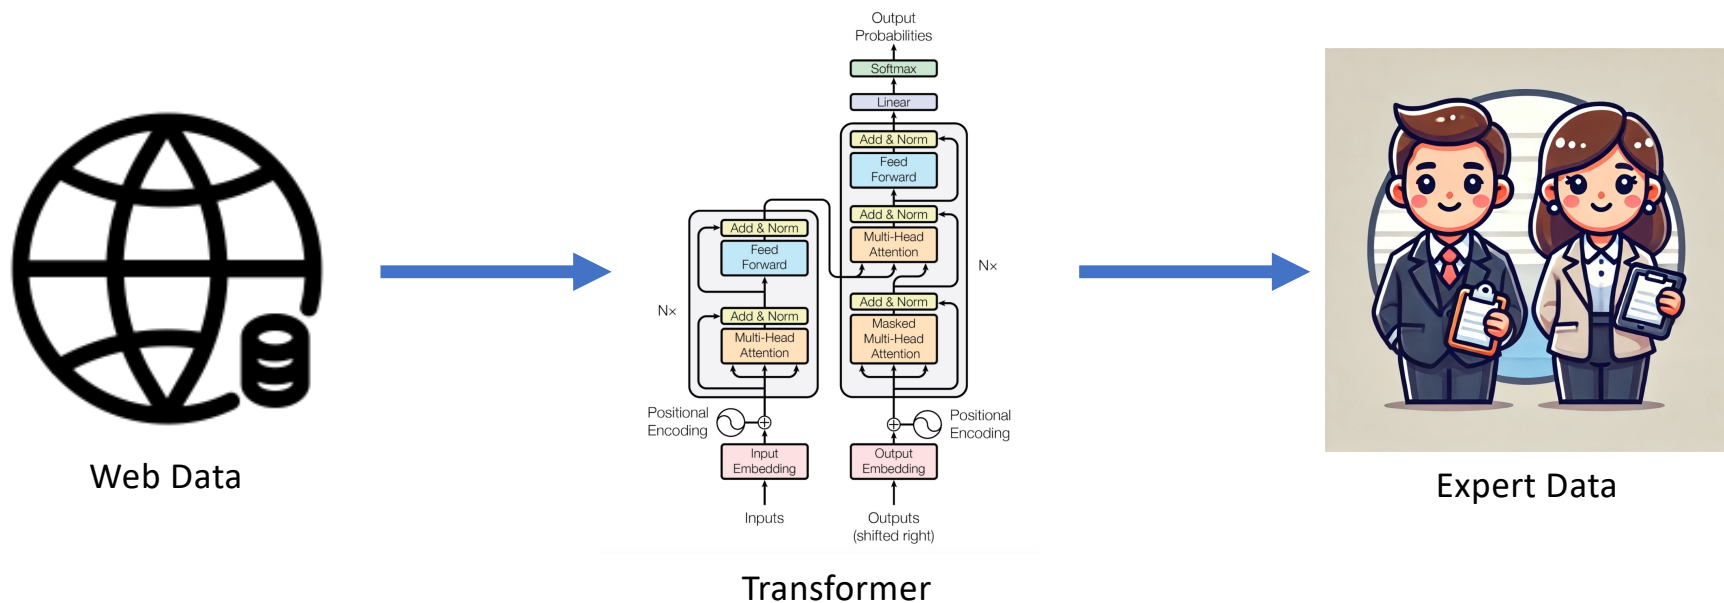 Web Data
Output
Probabilities
Softmax
Linear
Add & Norm
Feed
Forward
Add & Norm
Multi-Head
Attention
Add & Norm
Masked
Multi-Head
Attention
N×
Positional
Encoding
Output
Embedding
Outputs
(shifted right)
Add & Norm
Feed
Forward
Add & Norm
Multi-Head
Attention
N×
Positional
Encoding
Input
Embedding
Inputs
Transformer
Expert Data